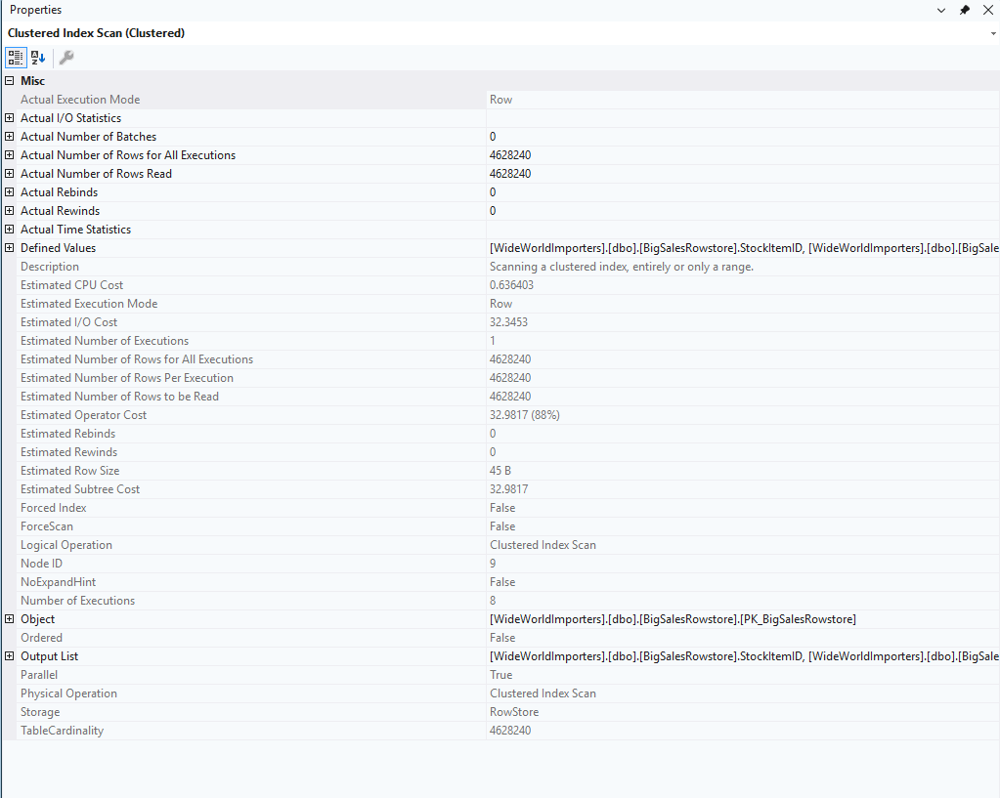 Properties
Clustered Index Scan (Clustered)
Misc
Actual Execution Mode Row
Actual I/O Statistics
Actual Number of Batches 0
Actual Number of Rows for All Executions 4628240
Actual Number of Rows Read 4628240
Actual Rebinds 0
Actual Rewinds 0
Actual Time Statistics
Defined Values [WideWorldImporters].[dbo].[BigSalesRowstore].StockItemID, [WideWorldImporters].[dbo].[BigSale
Description Scanning a clustered index, entirely or only a range.
Estimated CPU Cost 0.636403
Estimated Execution Mode Row
Estimated I/O Cost 32.3453
Estimated Number of Executions 1
Estimated Number of Rows for All Executions 4628240
Estimated Number of Rows Per Execution 4628240
Estimated Number of Rows to be Read 4628240
Estimated Operator Cost 32.9817 (88%)
Estimated Rebinds 0
Estimated Rewinds 0
Estimated Row Size 45 B
Estimated Subtree Cost 32.9817
Forced Index False
ForceScan False
Logical Operation Clustered Index Scan
Node ID 9
NoExpandHint False
Number of Executions 8
Object [WideWorldImporters].[dbo].[BigSalesRowstore].[PK_BigSalesRowstore]
Ordered False
Output List [WideWorldImporters].[dbo].[BigSalesRowstore].StockItemID, [WideWorldImporters].[dbo].[BigSale
Parallel True
Physical Operation Clustered Index Scan
Storage RowStore
TableCardinality 4628240